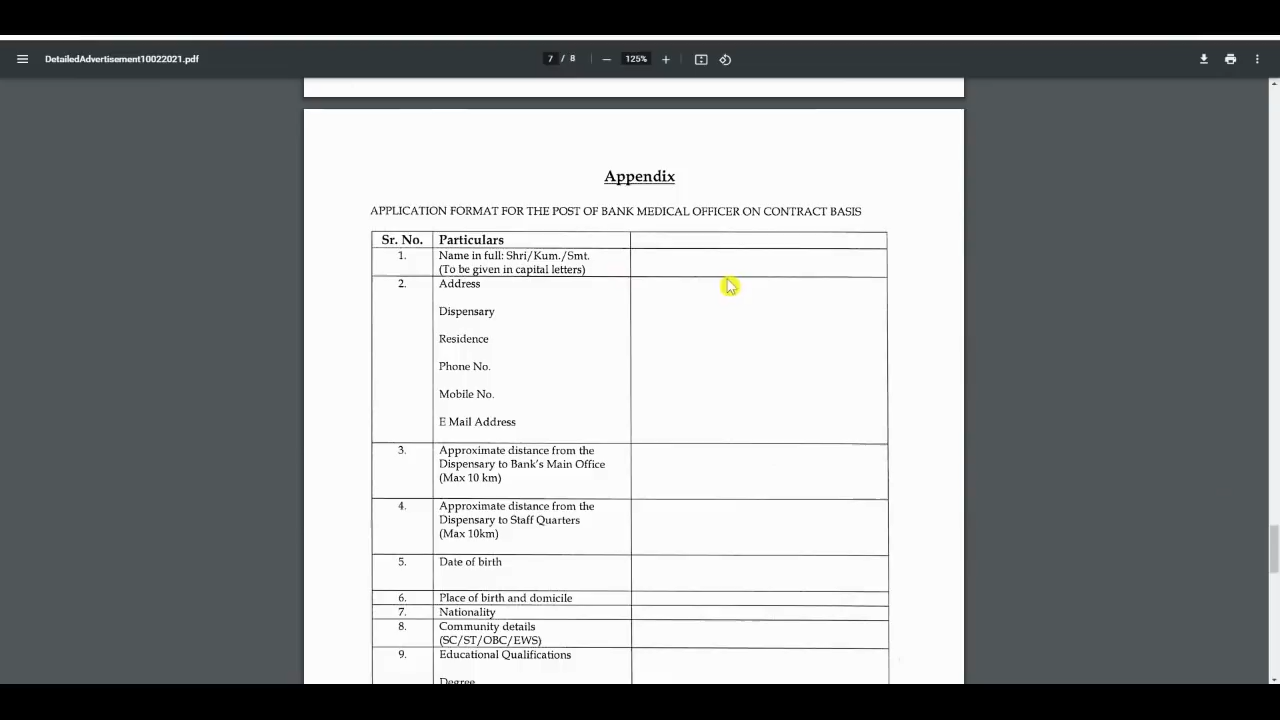 DetailedAdvertisement10022021.pdf
7 / 8
125%
Appendix
APPLICATION FORMAT FOR THE POST OF BANK MEDICAL OFFICER ON CONTRACT BASIS
Sr. No. Particulars
1. Name in full: Shri/Kum./Smt.
(To be given in capital letters)
2. Address
Dispensary
Residence
Phone No.
Mobile No.
E Mail Address
3. Approximate distance from the
Dispensary to Bank's Main Office
(Max 10 km)
4. Approximate distance from the
Dispensary to Staff Quarters
(Max 10km)
5. Date of birth
6. Place of birth and domicile
7. Nationality
8. Community details
(SC/ST/OBC/EWS)
9. Educational Qualifications
Degree